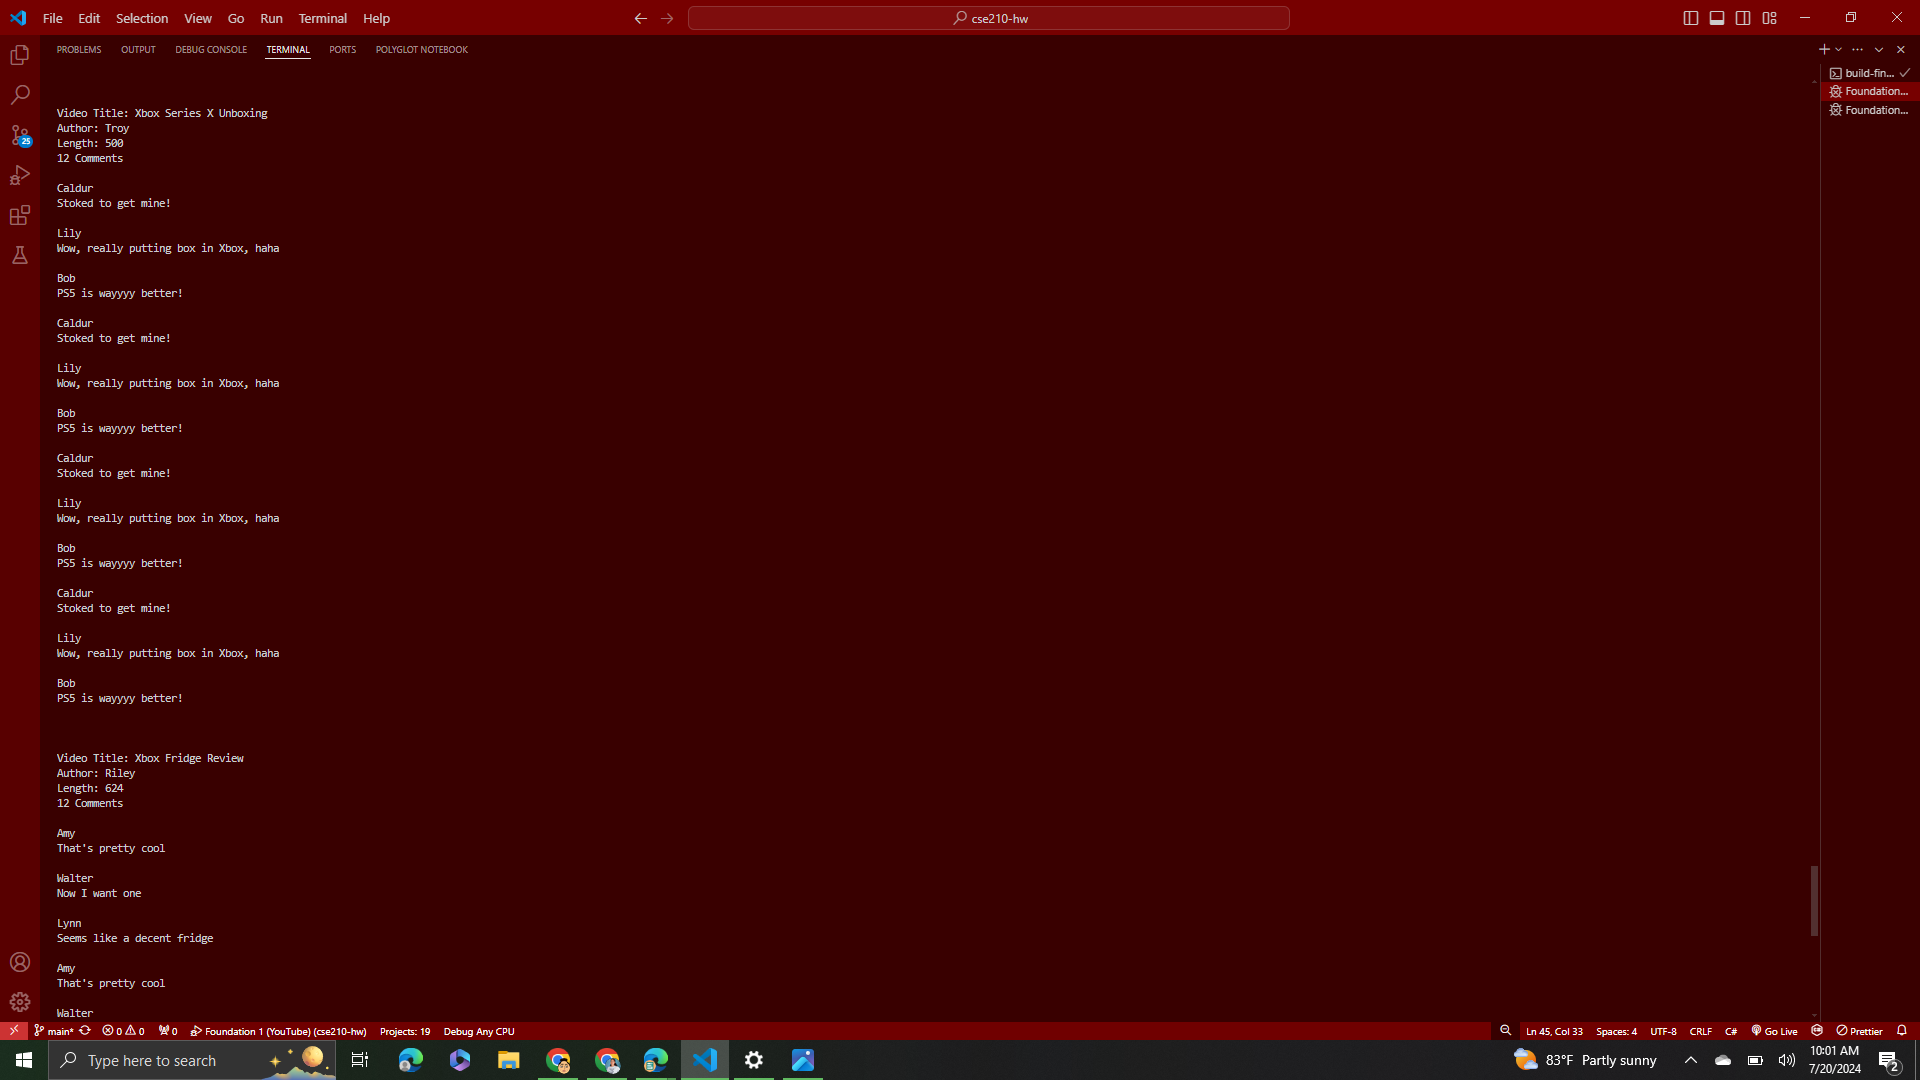 File Edit Selection View Go Run Terminal Help
cse210-hw
PROBLEMS OUTPUT DEBUG CONSOLE TERMINAL PORTS POLYGLOT NOTEBOOK
build-fin...
Foundation...
Foundation...
25
Video Title: Xbox Series X Unboxing
Author: Troy
Length: 500
12 Comments
Caldur
Stoked to get mine!
Lily
Wow, really putting box in Xbox, haha
Bob
PS5 is wayyyy better!
Caldur
Stoked to get mine!
Lily
Wow, really putting box in Xbox, haha
Bob
PS5 is wayyyy better!
Caldur
Stoked to get mine!
Lily
Wow, really putting box in Xbox, haha
Bob
PS5 is wayyyy better!
Caldur
Stoked to get mine!
Lily
Wow, really putting box in Xbox, haha
Bob
PS5 is wayyyy better!
Video Title: Xbox Fridge Review
Author: Riley
Length: 624
12 Comments
Amy
That's pretty cool
Walter
Now I want one
Lynn
Seems like a decent fridge
Amy
That's pretty cool
Walter
main* 0 0 0 Foundation 1 (YouTube) (cse210-hw) Projects: 19 Debug Any CPU
Ln 45, Col 33 Spaces: 4 UTF-8 CRLF C# Go Live Prettier
Type here to search
83°F Partly sunny
10:01 AM
7/20/2024
2